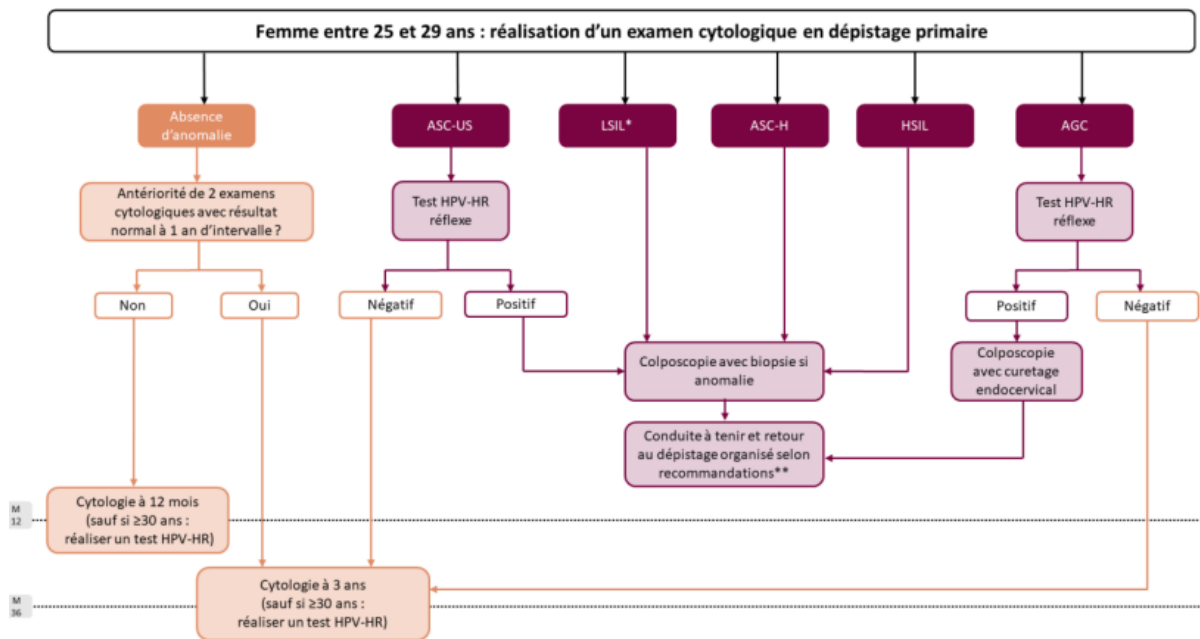 Femme entre 25 et 29 ans : réalisation d'un examen cytologique en dépistage primaire
Absence
d'anomalie
ASC-US
LSIL*
ASC-H
HSIL
AGC
Antériorité de 2 examens
cytologiques avec résultat
normal à 1 an d'intervalle ?
Test HPV-HR
réflexe
Test HPV-HR
réflexe
Non
Oui
Négatif
Positif
Positif
Négatif
Colposcopie avec biopsie si
anomalie
Colposcopie
avec curetage
endocervical
Conduite à tenir et retour
au dépistage organisé selon
recommandations**
M
12
Cytologie à 12 mois
(sauf si ≥30 ans :
réaliser un test HPV-HR)
M
36
Cytologie à 3 ans
(sauf si ≥30 ans :
réaliser un test HPV-HR)